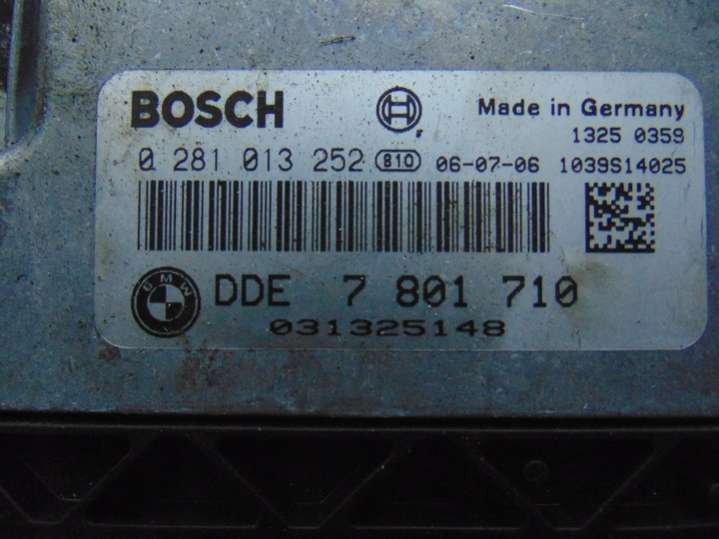 BOSCH
Made in Germany
1325 0359
0 281 013 252 810 06-07-06 1039S14025
BMW
DDE 7 801 710
031325148